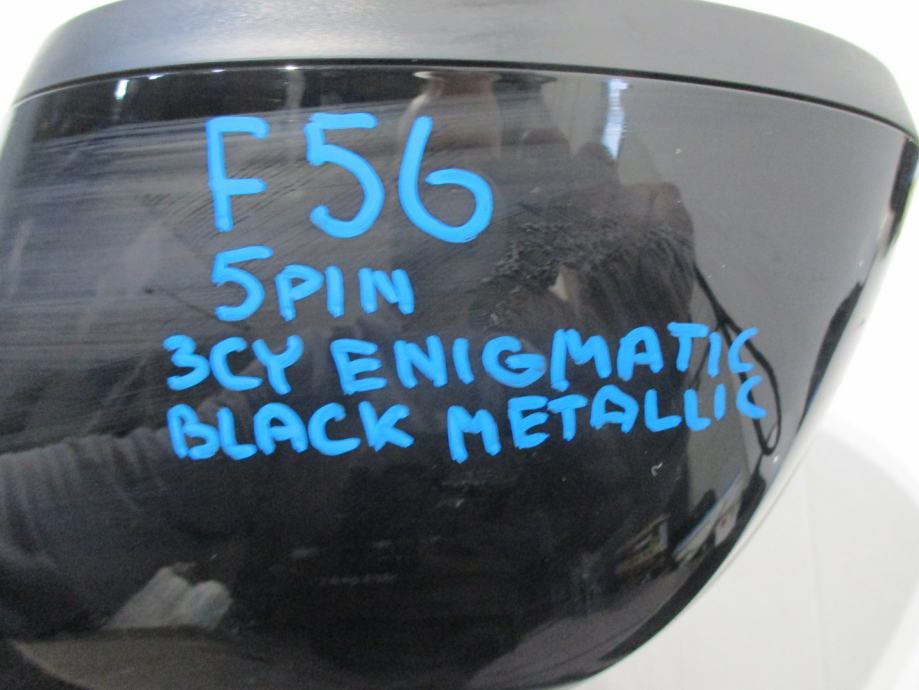 F56
5PIN
3CY ENIGMATIC
BLACK METALLIC